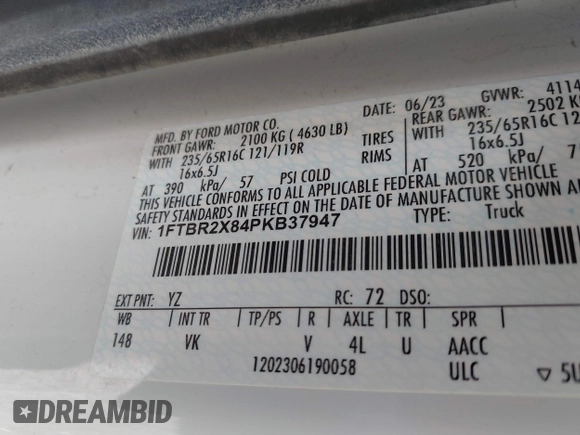 MFD. BY FORD MOTOR CO. DATE: 06/23 GVWR: 4114
FRONT GAWR: 2100 KG ( 4630 LB) REAR GAWR: 2502 KG
WITH 235/65R16C 121/119R TIRES WITH 235/65R16C 12
16x6.5J RIMS 16x6.5J
AT 390 kPa/ 57 PSI COLD AT 520 kPa/ 7
THIS VEHICLE CONFORMS TO ALL APPLICABLE FEDERAL MOTOR VEHICLE
SAFETY STANDARDS IN EFFECT ON THE DATE OF MANUFACTURE
VIN: 1FTBR2X84PKB37947 TYPE: Truck
EXT PNT: YZ RC: 72 DSO:
WB INT TR TP/PS R AXLE TR SPR
148 VK V 4L U AACC
1202306190058 ULC ▽ 5U
DREAMBID